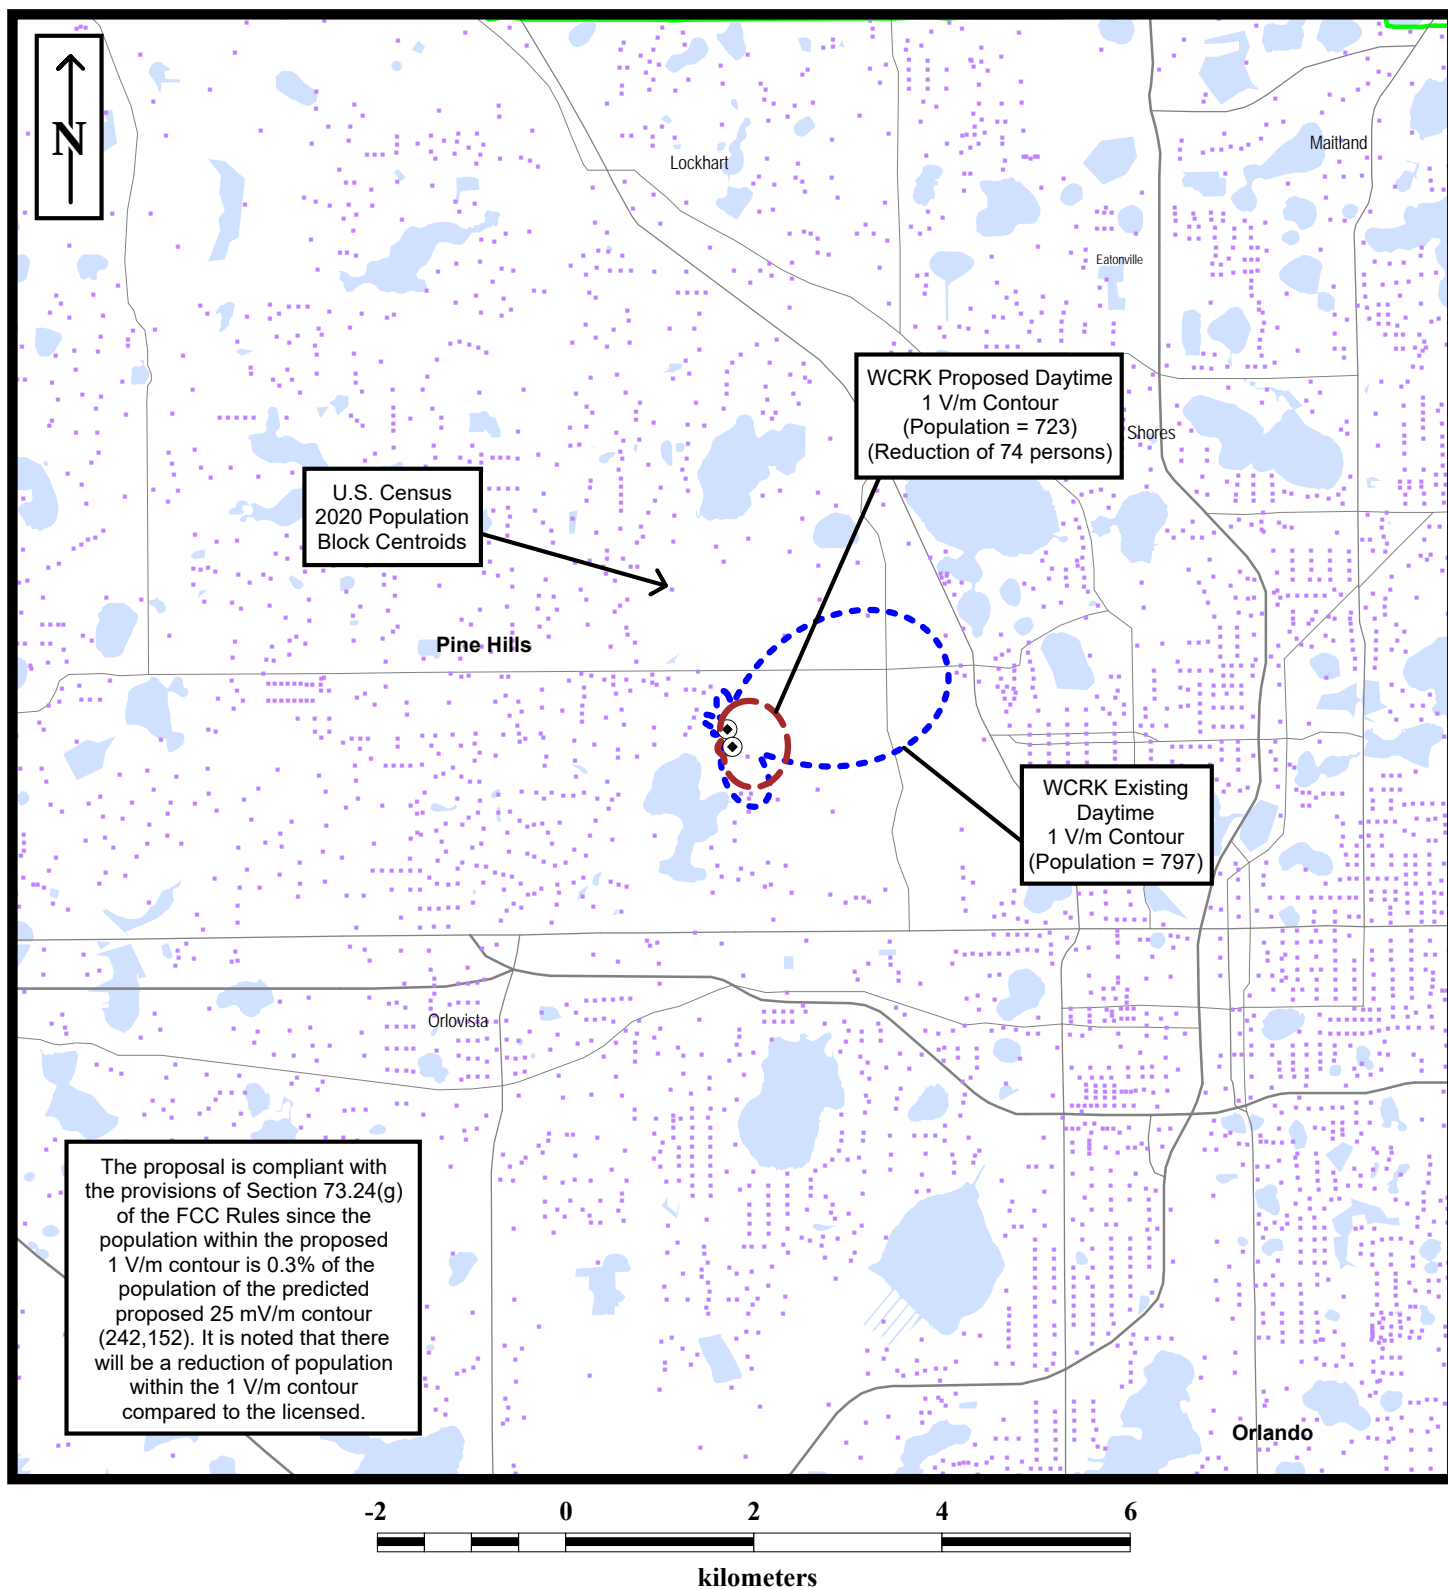 N
Lockhart
Maitland
Eatonville
WCRK Proposed Daytime
1 V/m Contour
(Population = 723)
(Reduction of 74 persons)
Shores
U.S. Census
2020 Population
Block Centroids
Pine Hills
WCRK Existing
Daytime
1 V/m Contour
(Population = 797)
Orlovista
The proposal is compliant with
the provisions of Section 73.24(g)
of the FCC Rules since the
population within the proposed
1 V/m contour is 0.3% of the
population of the predicted
proposed 25 mV/m contour
(242,152). It is noted that there
will be a reduction of population
within the 1 V/m contour
compared to the licensed.
Orlando
-2 0 2 4 6
kilometers